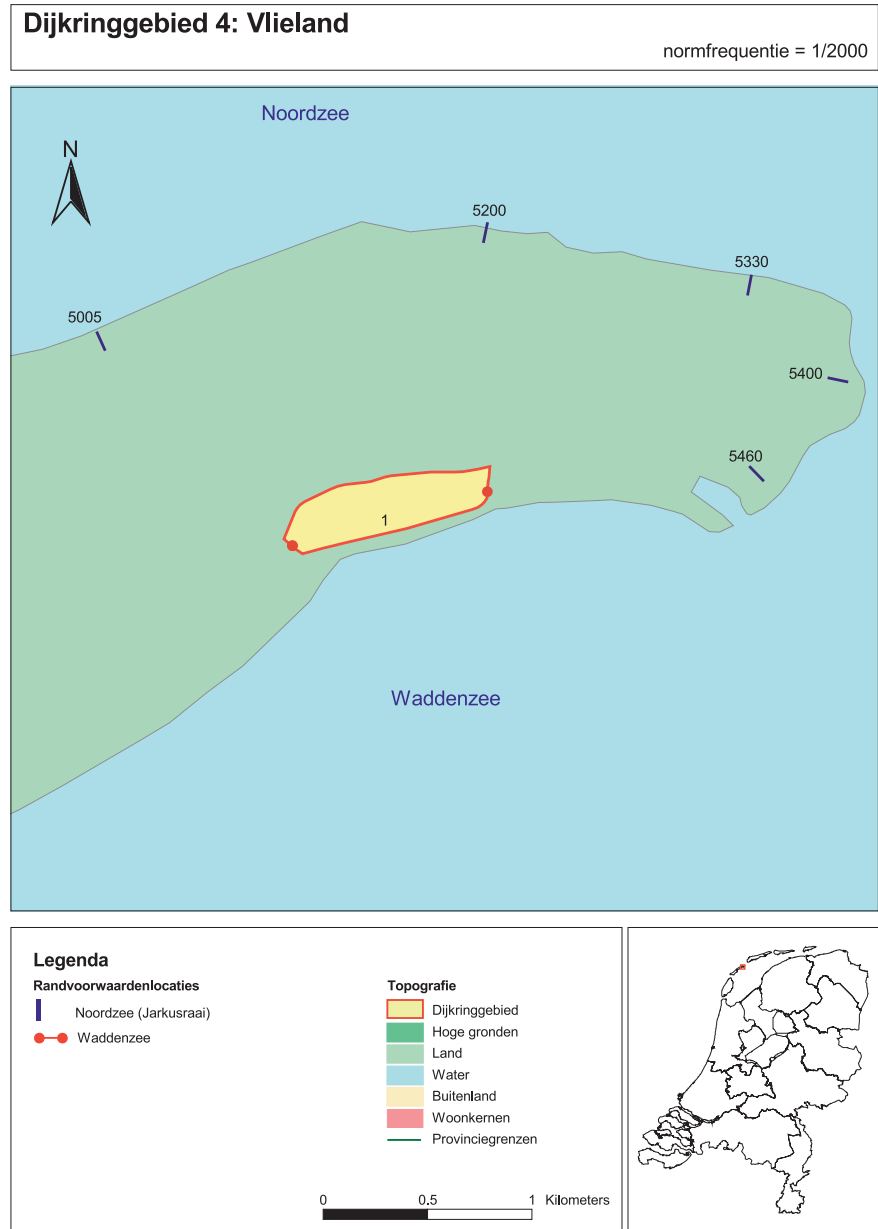 Dijkringgebied 4: Vlieland
normfrequentie = 1/2000
Noordzee
N
5200
5330
5005
5400
5460
1
Waddenzee
Legenda
Randvoorwaardenlocaties
Noordzee (Jarkusraai)
Waddenzee
Topografie
Dijkringgebied
Hoge gronden
Land
Water
Buitenland
Woonkernen
Provinciegrenzen
0 0.5 1 Kilometers